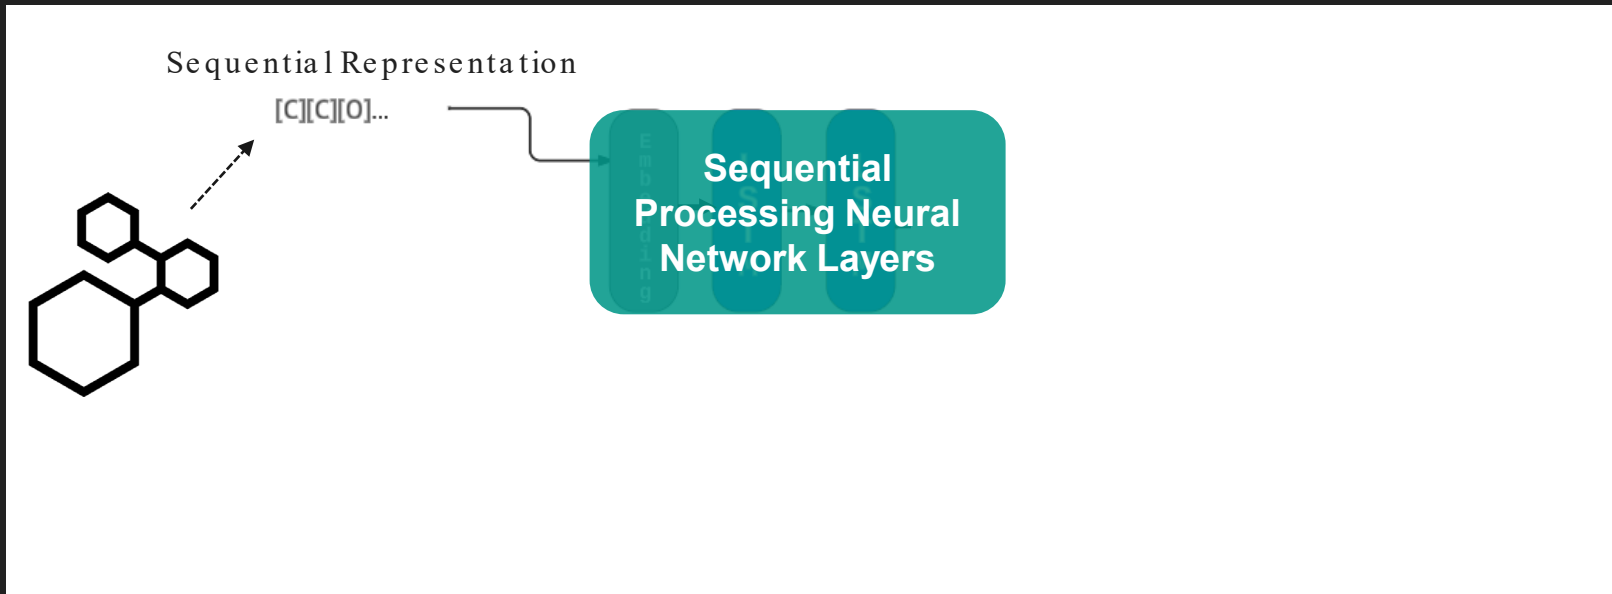 Sequential Representation
[C][C][O]...
Sequential
Processing Neural
Network Layers